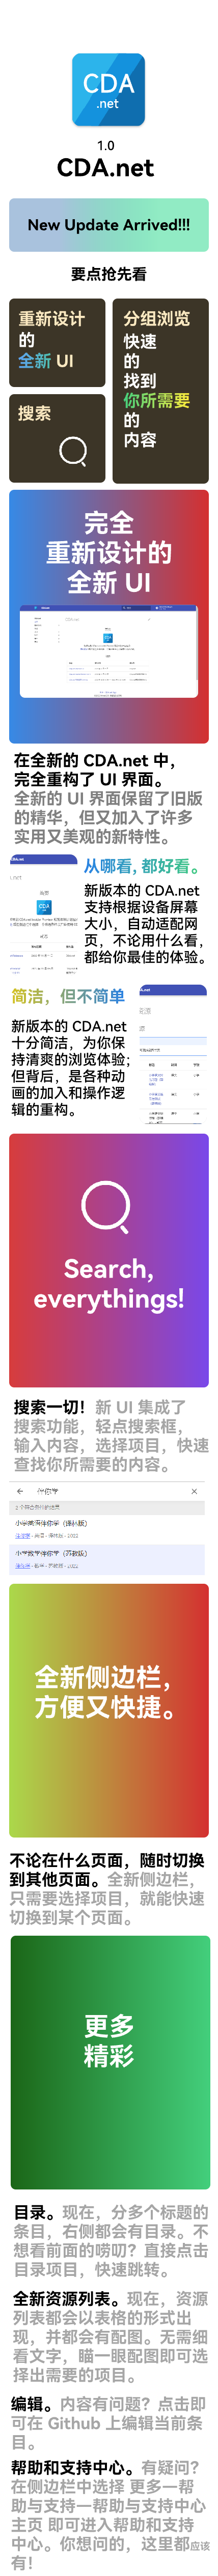 CDA
.net
1.0
CDA.net
New Update Arrived!!!
要点抢先看
重新设计
的
全新 UI
分组浏览
快速
的
找到
你所需要
的
内容
搜索
完全
重新设计的
全新 UI
在全新的 CDA.net 中，
完全重构了 UI 界面。
全新的 UI 界面保留了旧版
的精华，但又加入了许多
实用又美观的新特性。
从哪看，都好看。
新版本的 CDA.net
支持根据设备屏幕
大小，自动适配网
页，不论用什么看，
都给你最佳的体验。
简洁，但不简单
新版本的 CDA.net
十分简洁，为你保
持清爽的浏览体验；
但背后，是各种动
画的加入和操作逻
辑的重构。
Search,
everythings!
搜索一切！新 UI 集成了
搜索功能，轻点搜索框，
输入内容，选择项目，快速
查找你所需要的内容。
伴你学
小学英语伴你学（译林版）
小学数学伴你学（苏教版）
全新侧边栏，
方便又快捷。
不论在什么页面，随时切换
到其他页面。全新侧边栏，
只需要选择项目，就能快速
切换到某个页面。
更多
精彩
目录。现在，分多个标题的
条目，右侧都会有目录。不
想看前面的唠叨？直接点击
目录项目，快速跳转。
全新资源列表。现在，资源
列表都会以表格的形式出
现，并都会有配图。无需细
看文字，瞄一眼配图即可选
择出需要的项目。
编辑。内容有问题？点击即
可在 Github 上编辑当前条
目。
帮助和支持中心。有疑问？
在侧边栏中选择 更多—帮
助与支持—帮助与支持中心
主页 即可进入帮助和支持
中心。你想问的，这里都应该
有！